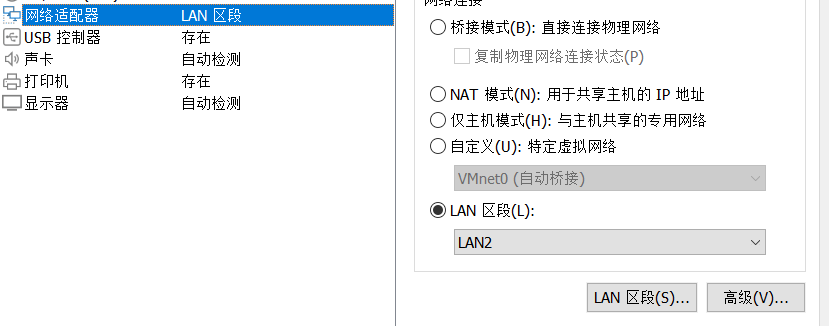 网络适配器 LAN 区段
USB 控制器 存在
声卡 自动检测
打印机 存在
显示器 自动检测
网络连接
桥接模式(B): 直接连接物理网络
复制物理网络连接状态(P)
NAT 模式(N): 用于共享主机的 IP 地址
仅主机模式(H): 与主机共享的专用网络
自定义(U): 特定虚拟网络
VMnet0 (自动桥接)
LAN 区段(L):
LAN2
LAN 区段(S)... 高级(V)...